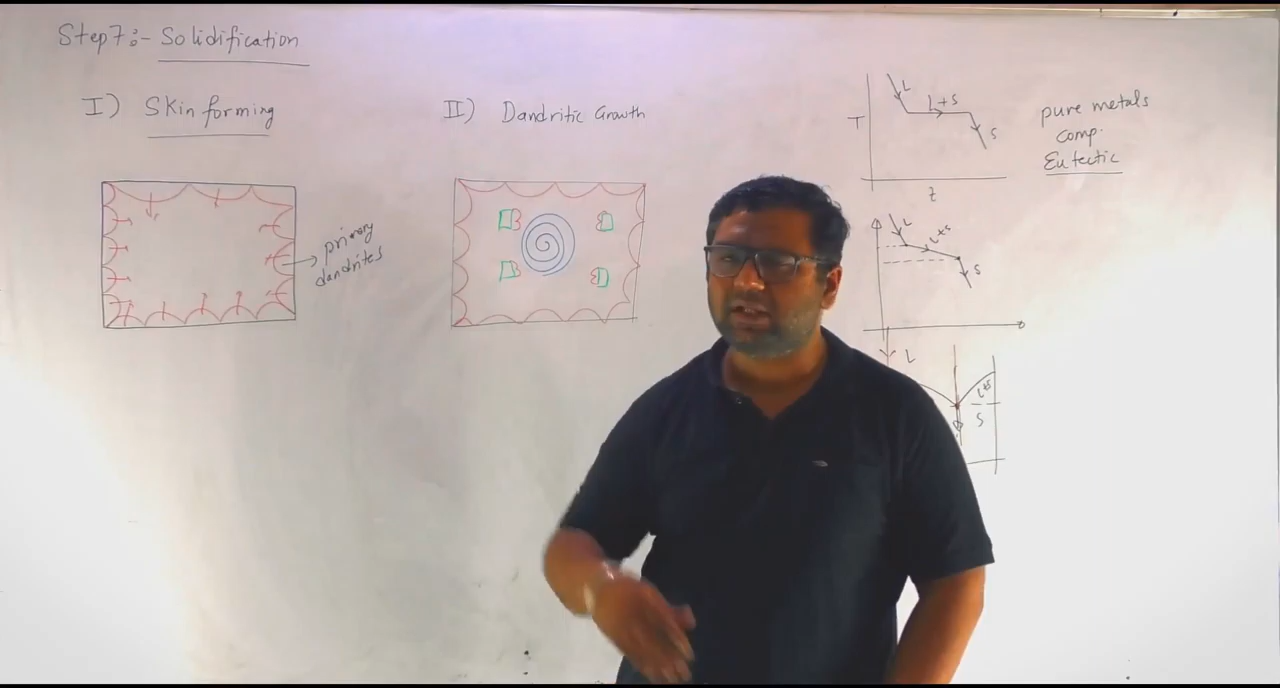 Step7:- Solidification
I) Skin forming
II) Dandritic Growth
primary
dandrites
L
L+S
S
T
t
pure metals
comp.
Eutectic
L
L+S
S
L
L+S
S